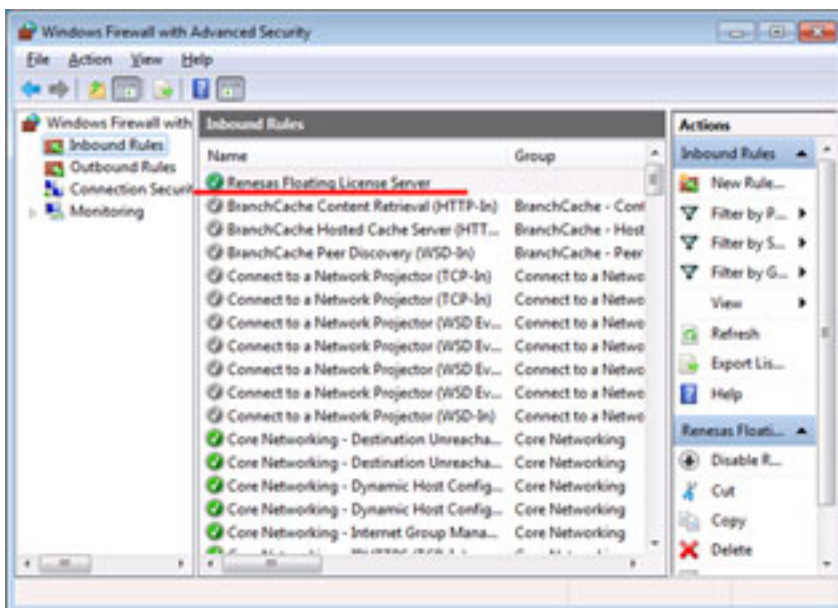 Windows Firewall with Advanced Security
File Action View Help
Windows Firewall with
Inbound Rules
Outbound Rules
Connection Securit
Monitoring
Inbound Rules
Name Group
Renesas Floating License Server
BranchCache Content Retrieval (HTTP-In) BranchCache - Cont
BranchCache Hosted Cache Server (HTT... BranchCache - Host
BranchCache Peer Discovery (WSD-In) BranchCache - Peer
Connect to a Network Projector (TCP-In) Connect to a Netwo
Connect to a Network Projector (TCP-In) Connect to a Netwo
Connect to a Network Projector (WSD Ev... Connect to a Netwo
Connect to a Network Projector (WSD Ev... Connect to a Netwo
Connect to a Network Projector (WSD Ev... Connect to a Netwo
Connect to a Network Projector (WSD Ev... Connect to a Netwo
Connect to a Network Projector (WSD-In) Connect to a Netwo
Core Networking - Destination Unreacha... Core Networking
Core Networking - Destination Unreacha... Core Networking
Core Networking - Dynamic Host Config... Core Networking
Core Networking - Dynamic Host Config... Core Networking
Core Networking - Internet Group Mana... Core Networking
Actions
Inbound Rules
New Rule...
Filter by P...
Filter by S...
Filter by G...
View
Refresh
Export Lis...
Help
Renesas Floati...
Disable R...
Cut
Copy
Delete